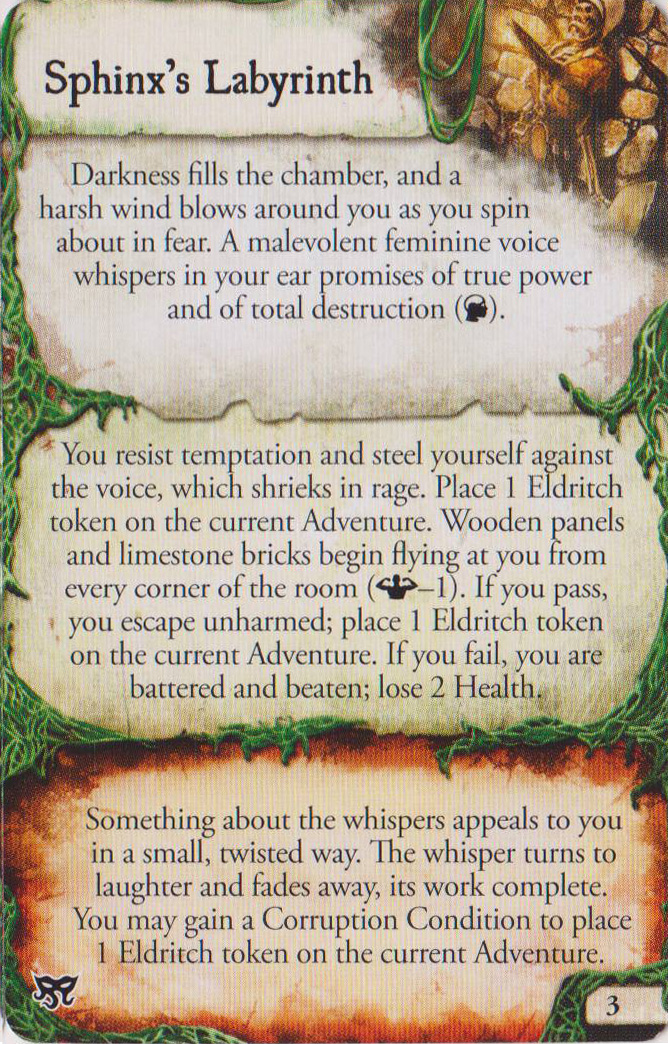 Sphinx's Labyrinth
Darkness fills the chamber, and a
harsh wind blows around you as you spin
about in fear. A malevolent feminine voice
whispers in your ear promises of true power
and of total destruction ( ).
You resist temptation and steel yourself against
the voice, which shrieks in rage. Place 1 Eldritch
token on the current Adventure. Wooden panels
and limestone bricks begin flying at you from
every corner of the room ( –1). If you pass,
you escape unharmed; place 1 Eldritch token
on the current Adventure. If you fail, you are
battered and beaten; lose 2 Health.
Something about the whispers appeals to you
in a small, twisted way. The whisper turns to
laughter and fades away, its work complete.
You may gain a Corruption Condition to place
1 Eldritch token on the current Adventure.
3